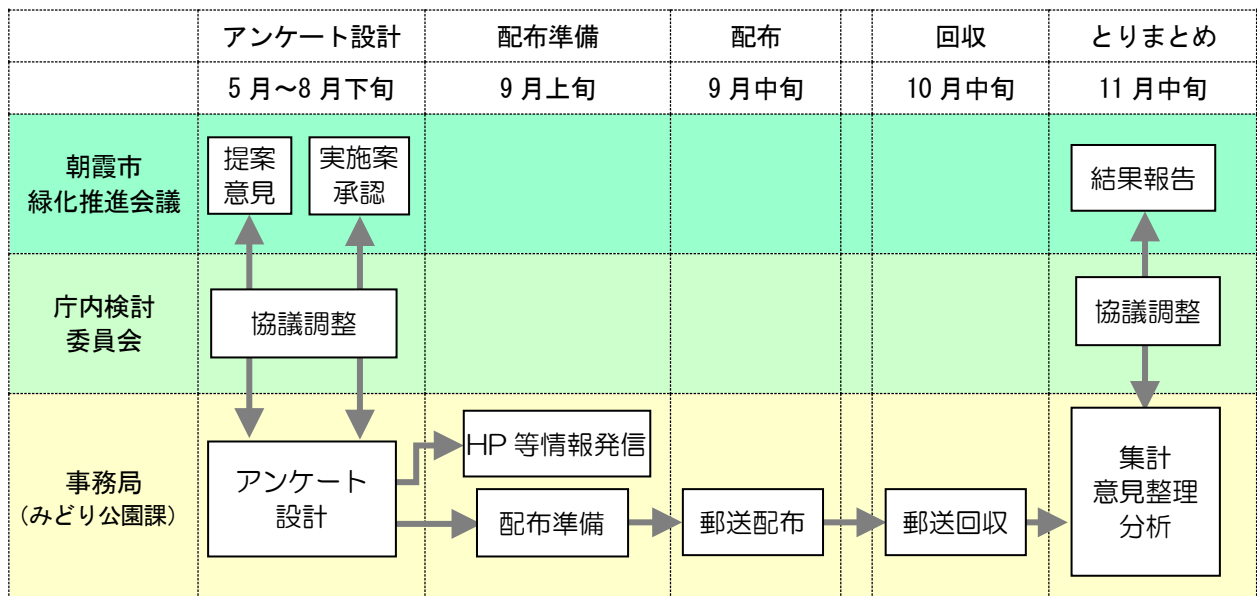 アンケート設計
配布準備
配布
回収
とりまとめ
5月～8月下旬
9月上旬
9月中旬
10月中旬
11月中旬
朝霞市
緑化推進会議
提案
意見
実施案
承認
結果報告
庁内検討
委員会
協議調整
協議調整
事務局
(みどり公園課)
アンケート
設計
HP等情報発信
配布準備
郵送配布
郵送回収
集計
意見整理
分析